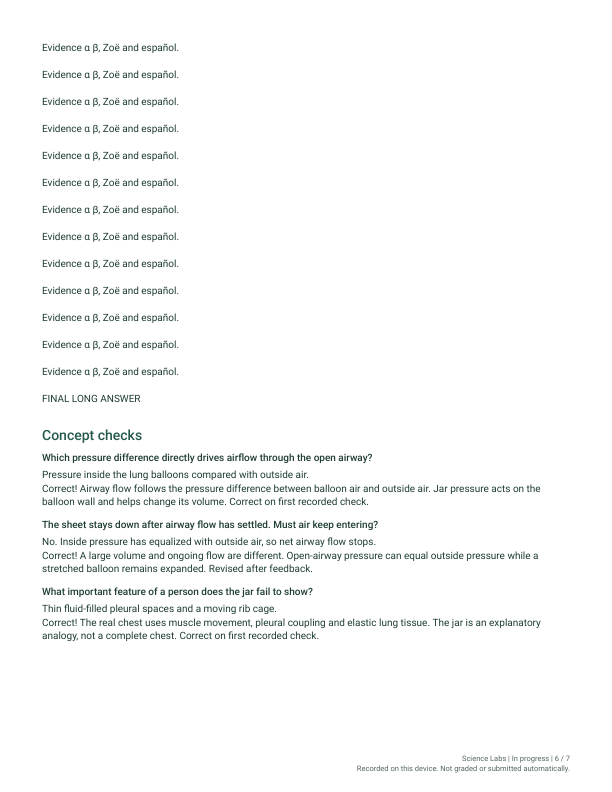 Evidence α β, Zoë and español.
Evidence α β, Zoë and español.
Evidence α β, Zoë and español.
Evidence α β, Zoë and español.
Evidence α β, Zoë and español.
Evidence α β, Zoë and español.
Evidence α β, Zoë and español.
Evidence α β, Zoë and español.
Evidence α β, Zoë and español.
Evidence α β, Zoë and español.
Evidence α β, Zoë and español.
Evidence α β, Zoë and español.
Evidence α β, Zoë and español.
FINAL LONG ANSWER
Concept checks
Which pressure difference directly drives airflow through the open airway?
Pressure inside the lung balloons compared with outside air.
Correct! Airway flow follows the pressure difference between balloon air and outside air. Jar pressure acts on the
balloon wall and helps change its volume. Correct on first recorded check.
The sheet stays down after airway flow has settled. Must air keep entering?
No. Inside pressure has equalized with outside air, so net airway flow stops.
Correct! A large volume and ongoing flow are different. Open-airway pressure can equal outside pressure while a
stretched balloon remains expanded. Revised after feedback.
What important feature of a person does the jar fail to show?
Thin fluid-filled pleural spaces and a moving rib cage.
Correct! The real chest uses muscle movement, pleural coupling and elastic lung tissue. The jar is an explanatory
analogy, not a complete chest. Correct on first recorded check.
Science Labs | In progress | 6 / 7
Recorded on this device. Not graded or submitted automatically.